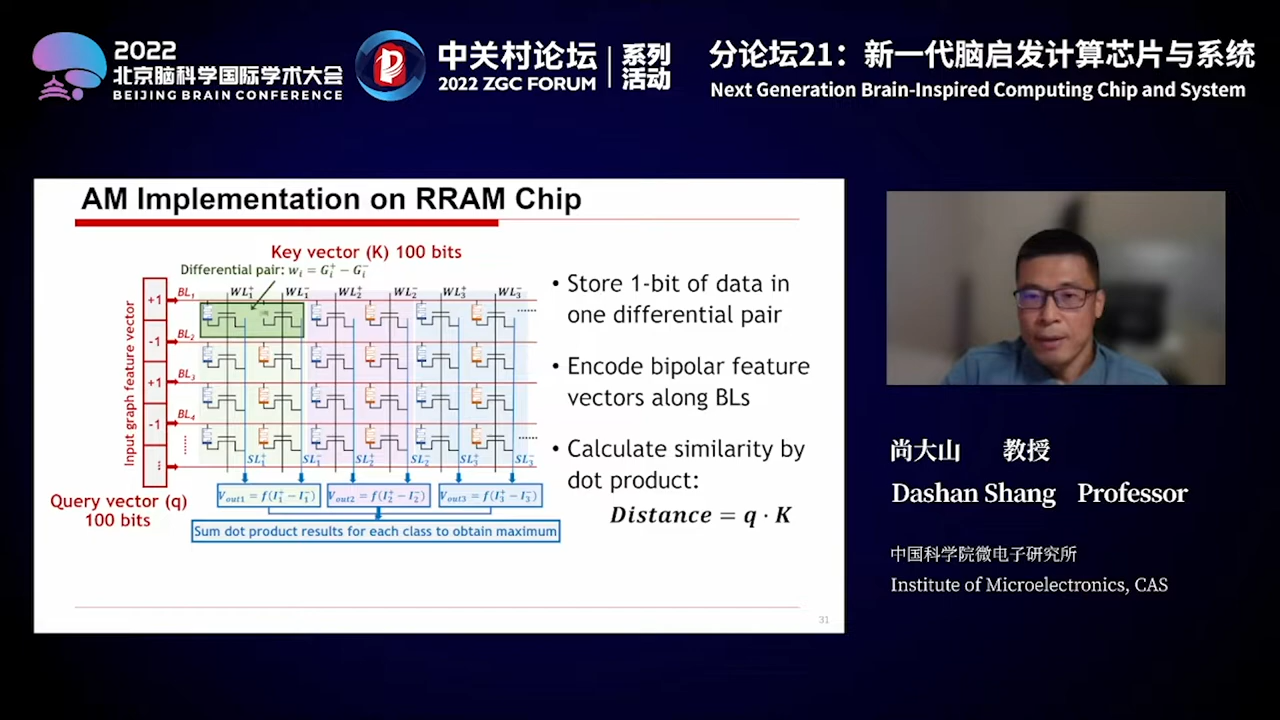 2022
北京脑科学国际学术大会
BEIJING BRAIN CONFERENCE
中关村论坛
2022 ZGC FORUM
系列
活动
分论坛21：新一代脑启发计算芯片与系统
Next Generation Brain-Inspired Computing Chip and System
AM Implementation on RRAM Chip
Key vector (K) 100 bits
Differential pair: wᵢ = Gᵢ⁺ − Gᵢ⁻
WL₁⁺ WL₁⁻ WL₂⁺ WL₂⁻ WL₃⁺ WL₃⁻
Input graph feature vector
+1 BL₁
-1 BL₂
+1 BL₃
-1 BL₄
SL₁⁺ SL₁⁻ SL₂⁺ SL₂⁻ SL₃⁺ SL₃⁻
Vout1 = f(I₁⁺ − I₁⁻) Vout2 = f(I₂⁺ − I₂⁻) Vout3 = f(I₃⁺ − I₃⁻)
Query vector (q)
100 bits
Sum dot product results for each class to obtain maximum
• Store 1-bit of data in
one differential pair
• Encode bipolar feature
vectors along BLs
• Calculate similarity by
dot product:
Distance = q · K
31
尚大山 教授
Dashan Shang Professor
中国科学院微电子研究所
Institute of Microelectronics, CAS